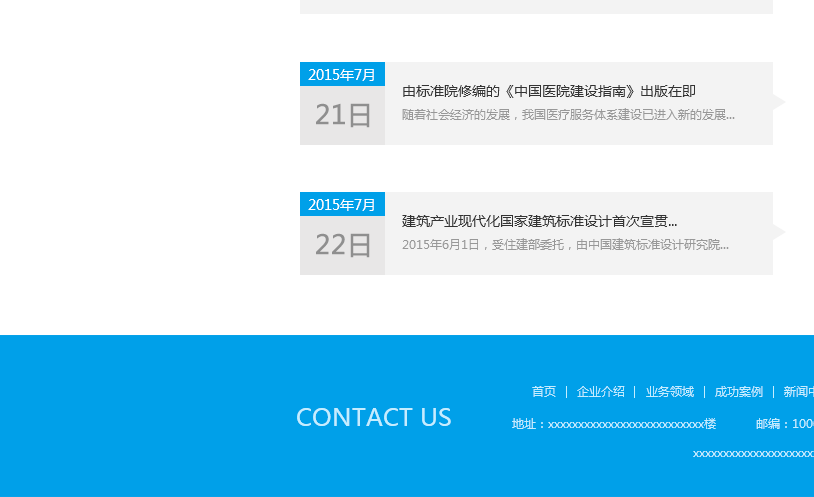 2015年7月
21日
由标准院修编的《中国医院建设指南》出版在即
随着社会经济的发展，我国医疗服务体系建设已进入新的发展...
2015年7月
22日
建筑产业现代化国家建筑标准设计首次宣贯...
2015年6月1日，受住建部委托，由中国建筑标准设计研究院...
首页 | 企业介绍 | 业务领域 | 成功案例 | 新闻中
CONTACT US
地址：xxxxxxxxxxxxxxxxxxxxxxxxxx楼 邮编：100
xxxxxxxxxxxxxxxxxxxx